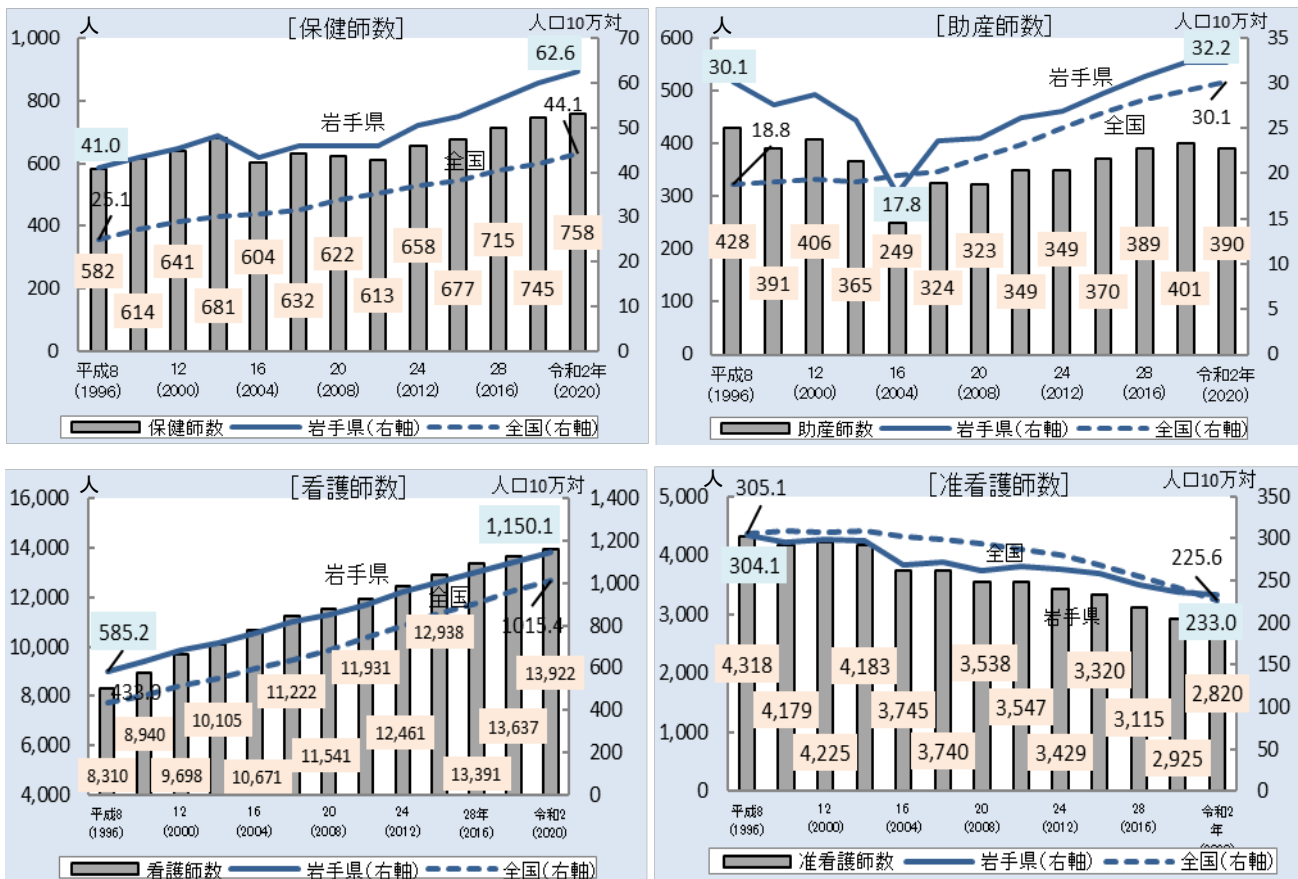 人 [保健師数] 人口10万対
1,000 800 600 400 200 0
70 60 50 40 30 20 10 0
62.6
44.1
41.0
25.1
岩手県
全国
582 614 641 681 604 632 622 613 658 677 715 745 758
平成8 12 16 20 24 28 令和2年
(1996) (2000) (2004) (2008) (2012) (2016) (2020)
保健師数 岩手県(右軸) 全国(右軸)
人 [助産師数] 人口10万対
600 500 400 300 200 100 0
35 30 25 20 15 10 5 0
30.1
18.8
17.8
32.2
30.1
岩手県
全国
428 391 406 365 249 324 323 349 349 370 389 401 390
平成8 12 16 20 24 28 令和2年
(1996) (2000) (2004) (2008) (2012) (2016) (2020)
助産師数 岩手県(右軸) 全国(右軸)
人 [看護師数] 人口10万対
16,000 14,000 12,000 10,000 8,000 6,000 4,000
1,400 1,200 1,000 800 600 400 200 0
1,150.1
1015.4
585.2
433.9
岩手県
全国
8,310 8,940 9,698 10,105 10,671 11,222 11,541 11,931 12,461 12,938 13,391 13,637 13,922
平成8 12 16 20 24 28年 令和2
(1996) (2000) (2004) (2008) (2012) (2016) (2020)
看護師数 岩手県(右軸) 全国(右軸)
人 [准看護師数] 人口10万対
5,000 4,000 3,000 2,000 1,000 0
350 300 250 200 150 100 50 0
305.1
304.1
225.6
233.0
全国
岩手県
4,318 4,179 4,225 4,183 3,745 3,740 3,538 3,547 3,429 3,320 3,115 2,925 2,820
平成8 12 16 20 24 28 令和2
年
(1996) (2000) (2004) (2008) (2012) (2016)
准看護師数 岩手県(右軸) 全国(右軸)